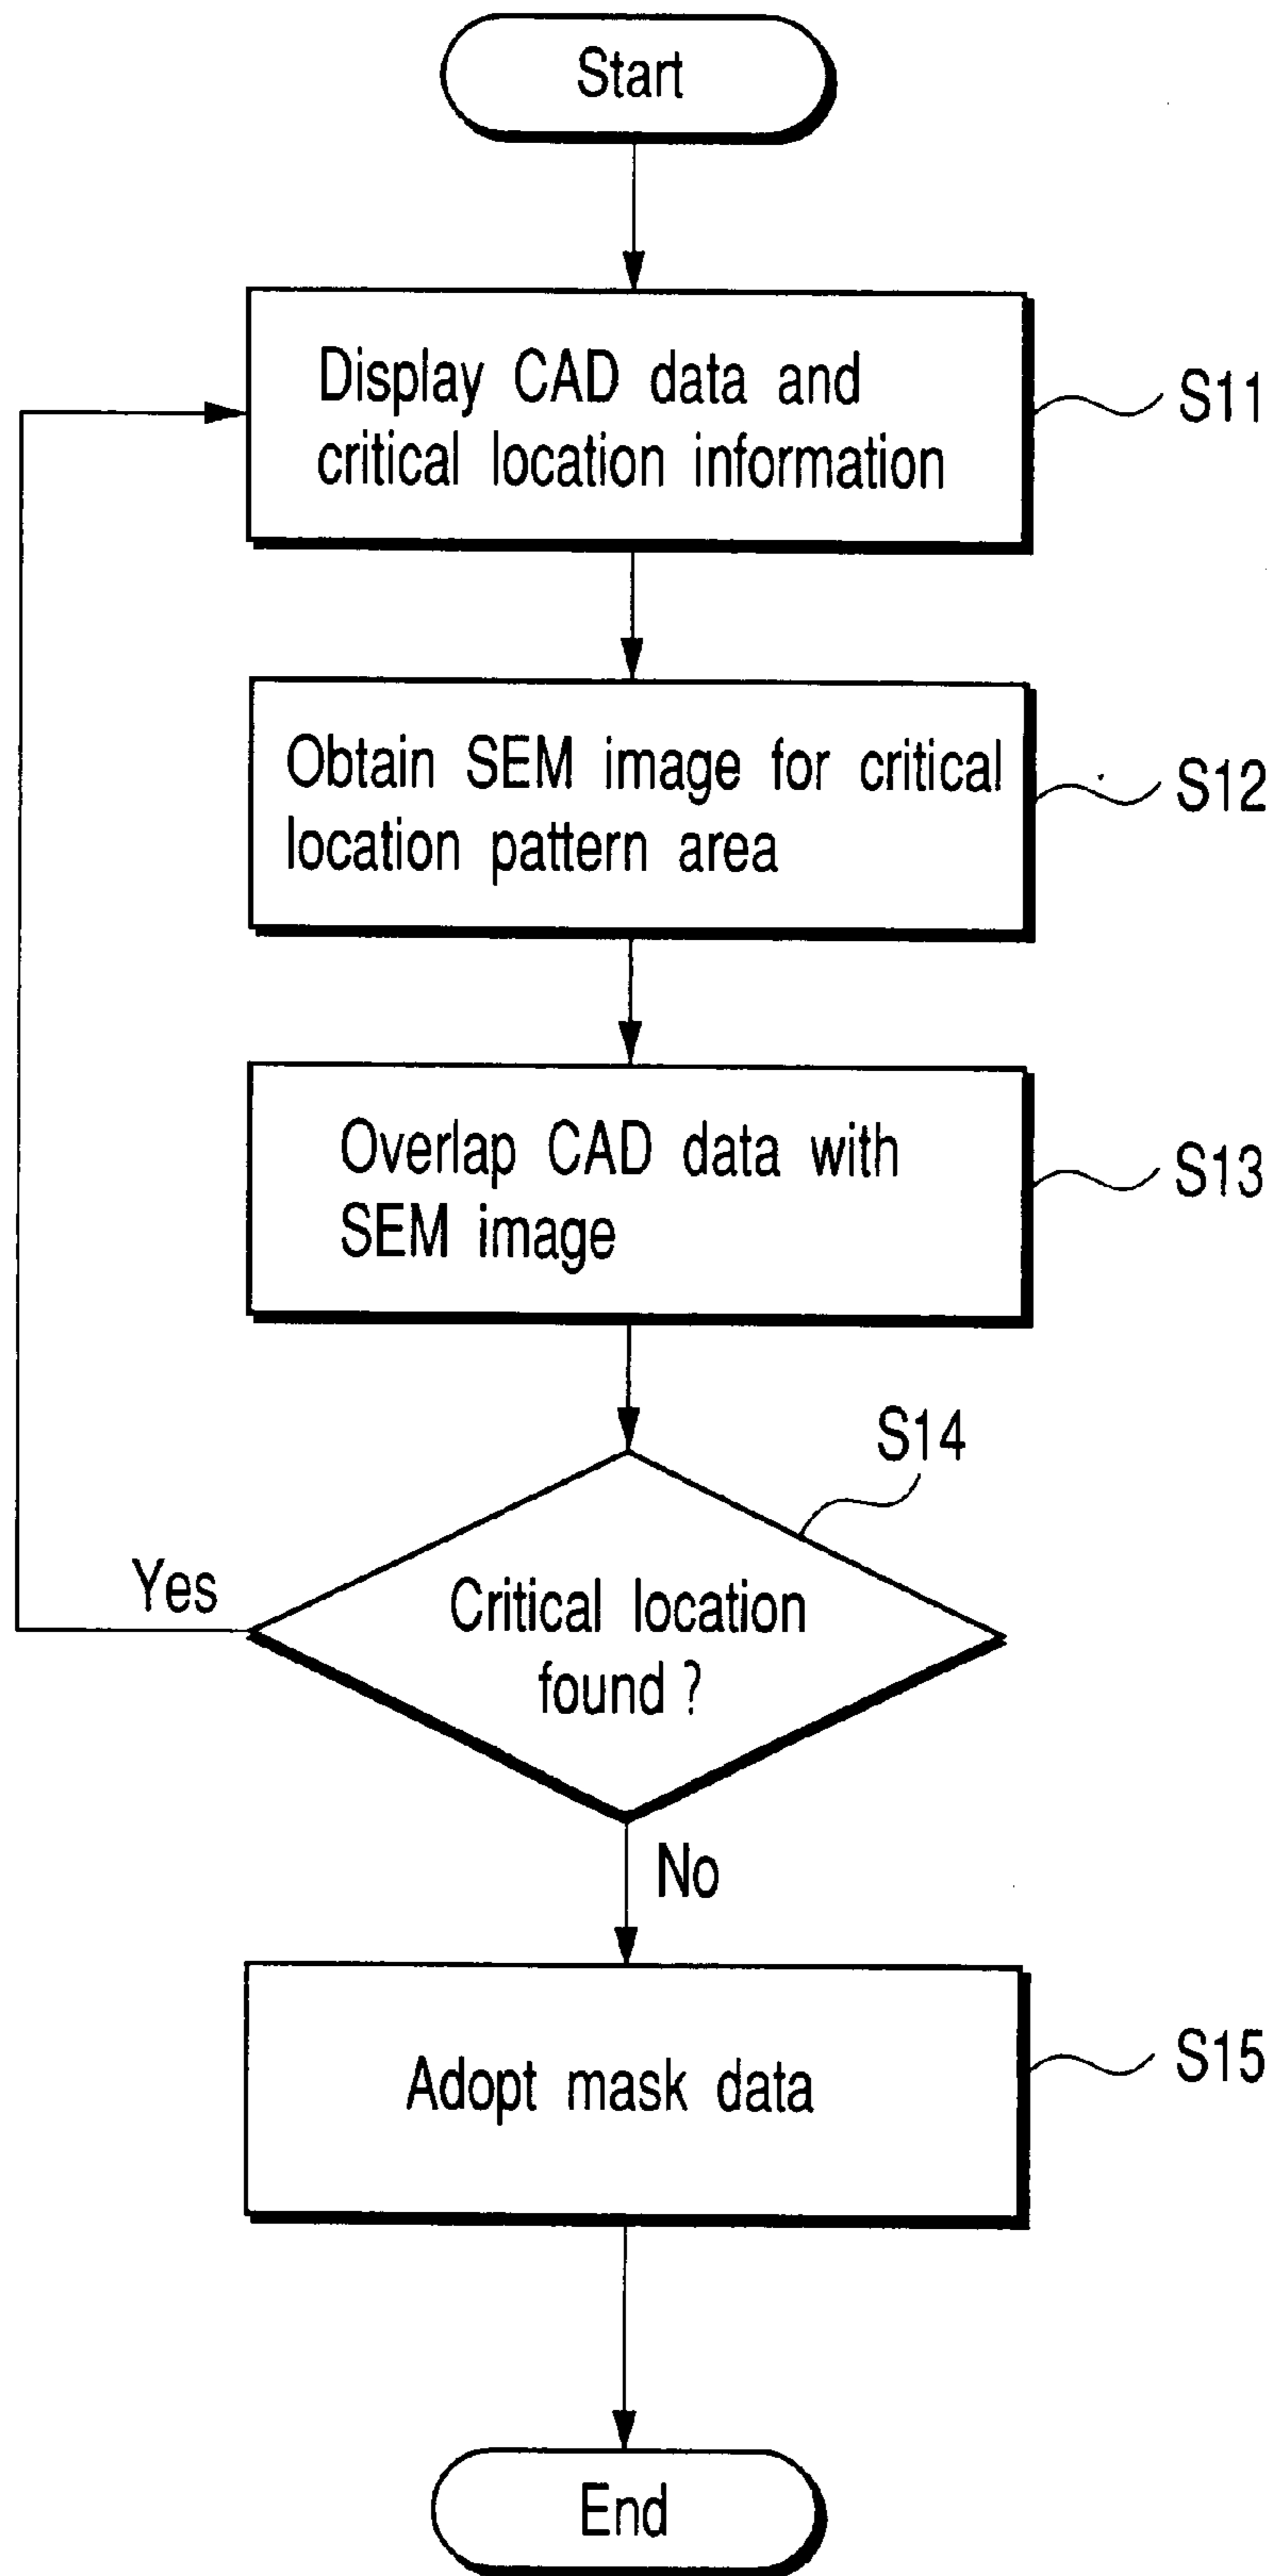 Start
Display CAD data and
critical location information
S11
Obtain SEM image for critical
location pattern area
S12
Overlap CAD data with
SEM image
S13
S14
Yes
Critical location
found ?
No
Adopt mask data
S15
End